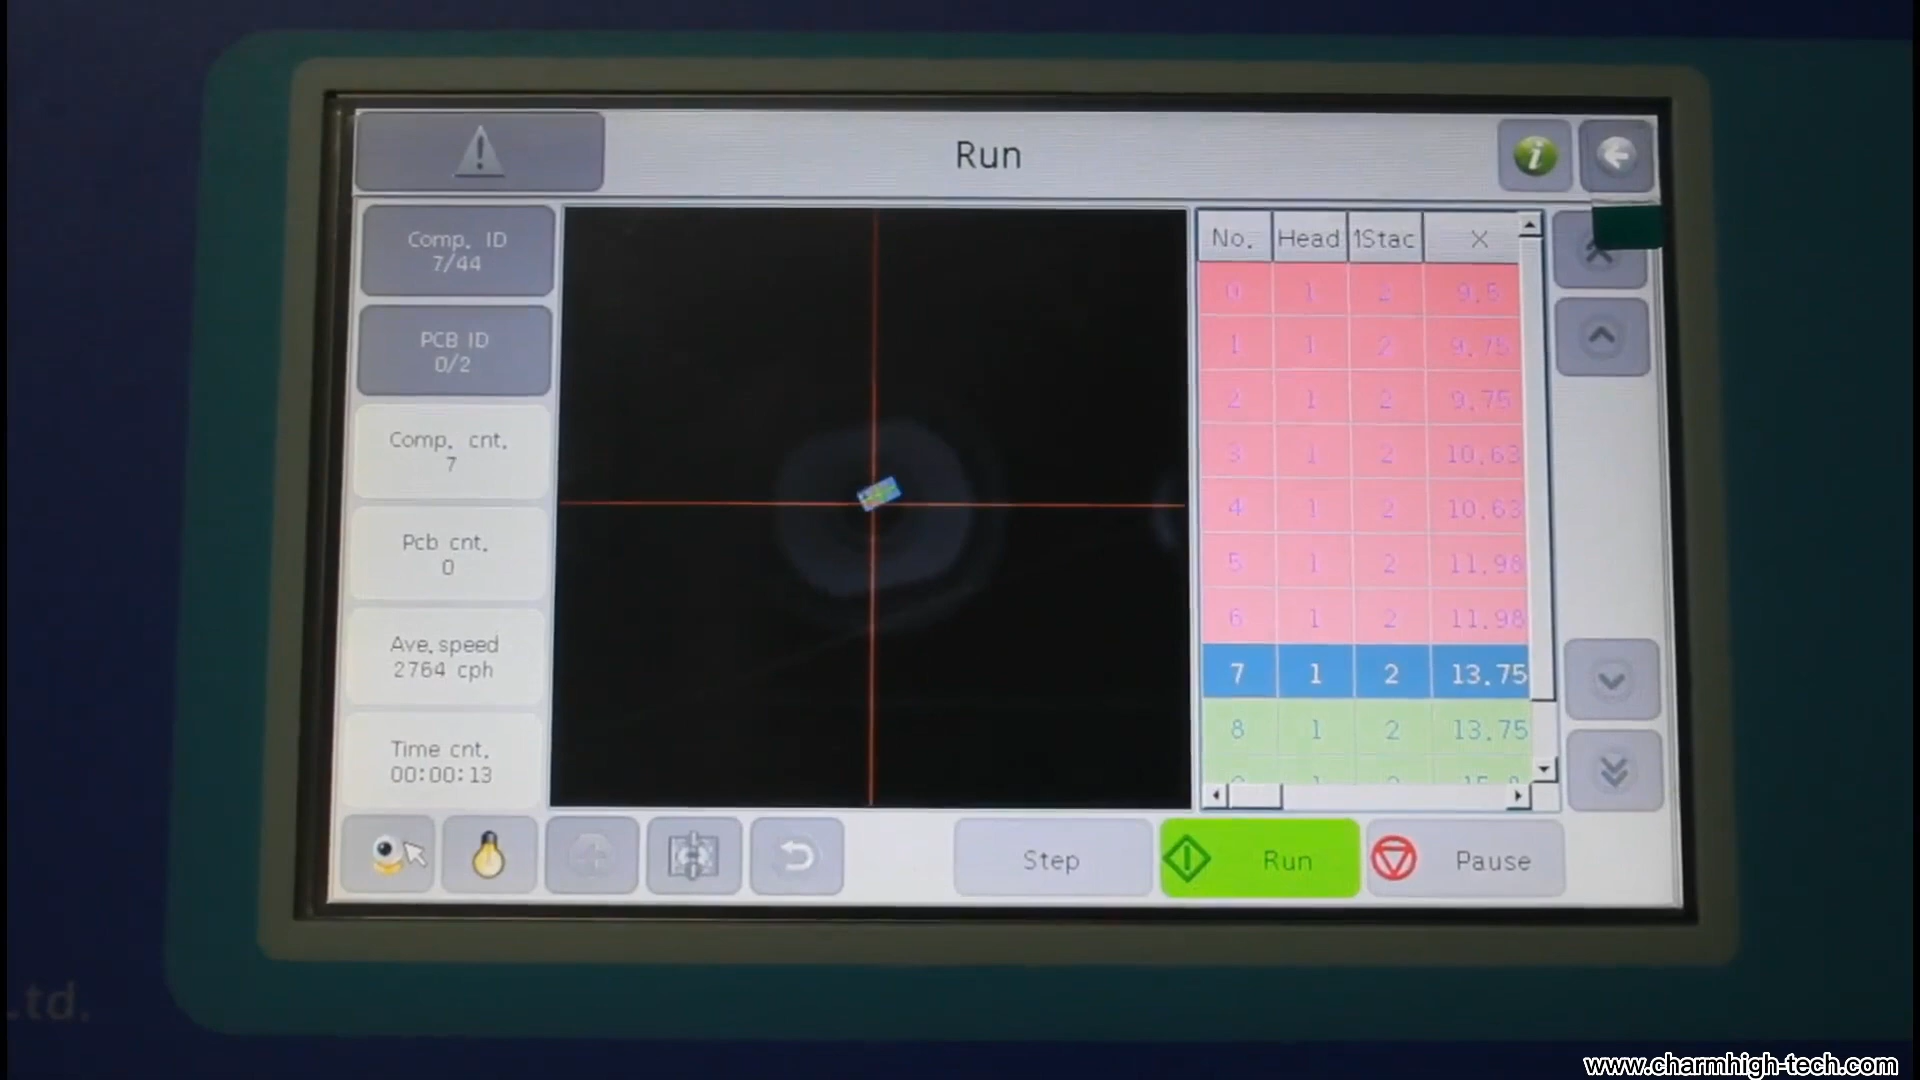 Run
Comp. ID
7/44
PCB ID
0/2
Comp. cnt.
7
Pcb cnt.
0
Ave.speed
2764 cph
Time cnt.
00:00:13
No. Head 1Stac X
0 1 2 9.5
1 1 2 9.75
2 1 2 9.75
3 1 2 10.63
4 1 2 10.63
5 1 2 11.98
6 1 2 11.98
7 1 2 13.75
8 1 2 13.75
Step
Run
Pause
Ltd.
www.charmhigh-tech.com